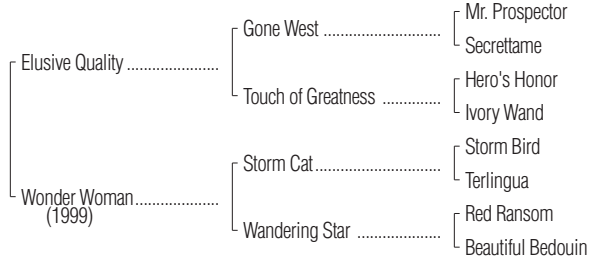 Mr. Prospector
Gone West
Secrettame
Elusive Quality
Hero's Honor
Touch of Greatness
Ivory Wand
Storm Bird
Storm Cat
Terlingua
Wonder Woman
(1999)
Red Ransom
Wandering Star
Beautiful Bedouin